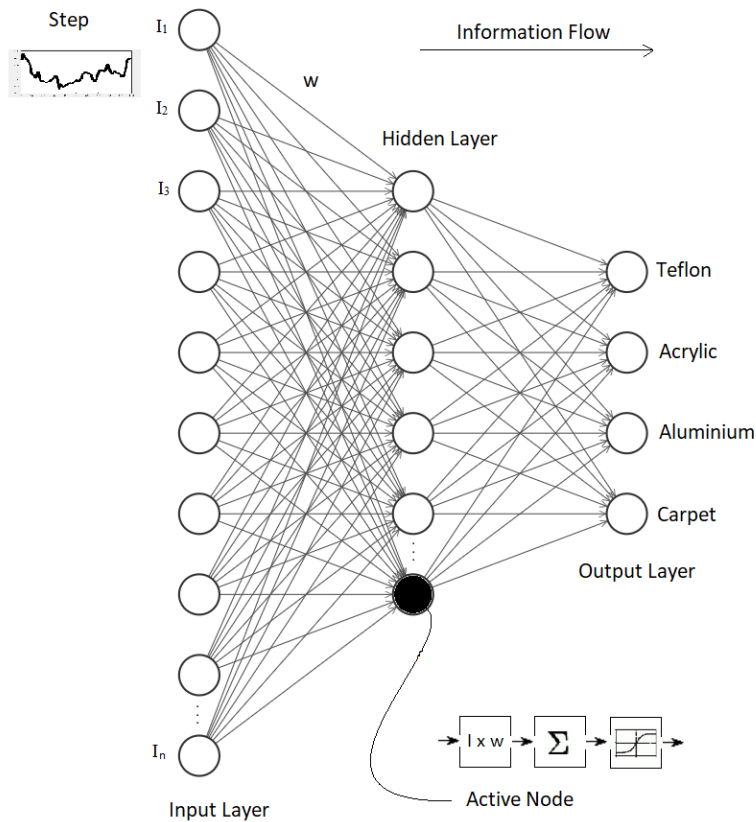 Step
I1
Information Flow
w
I2
Hidden Layer
I3
Teflon
Acrylic
Aluminium
Carpet
Output Layer
In
I x w
Σ
Active Node
Input Layer